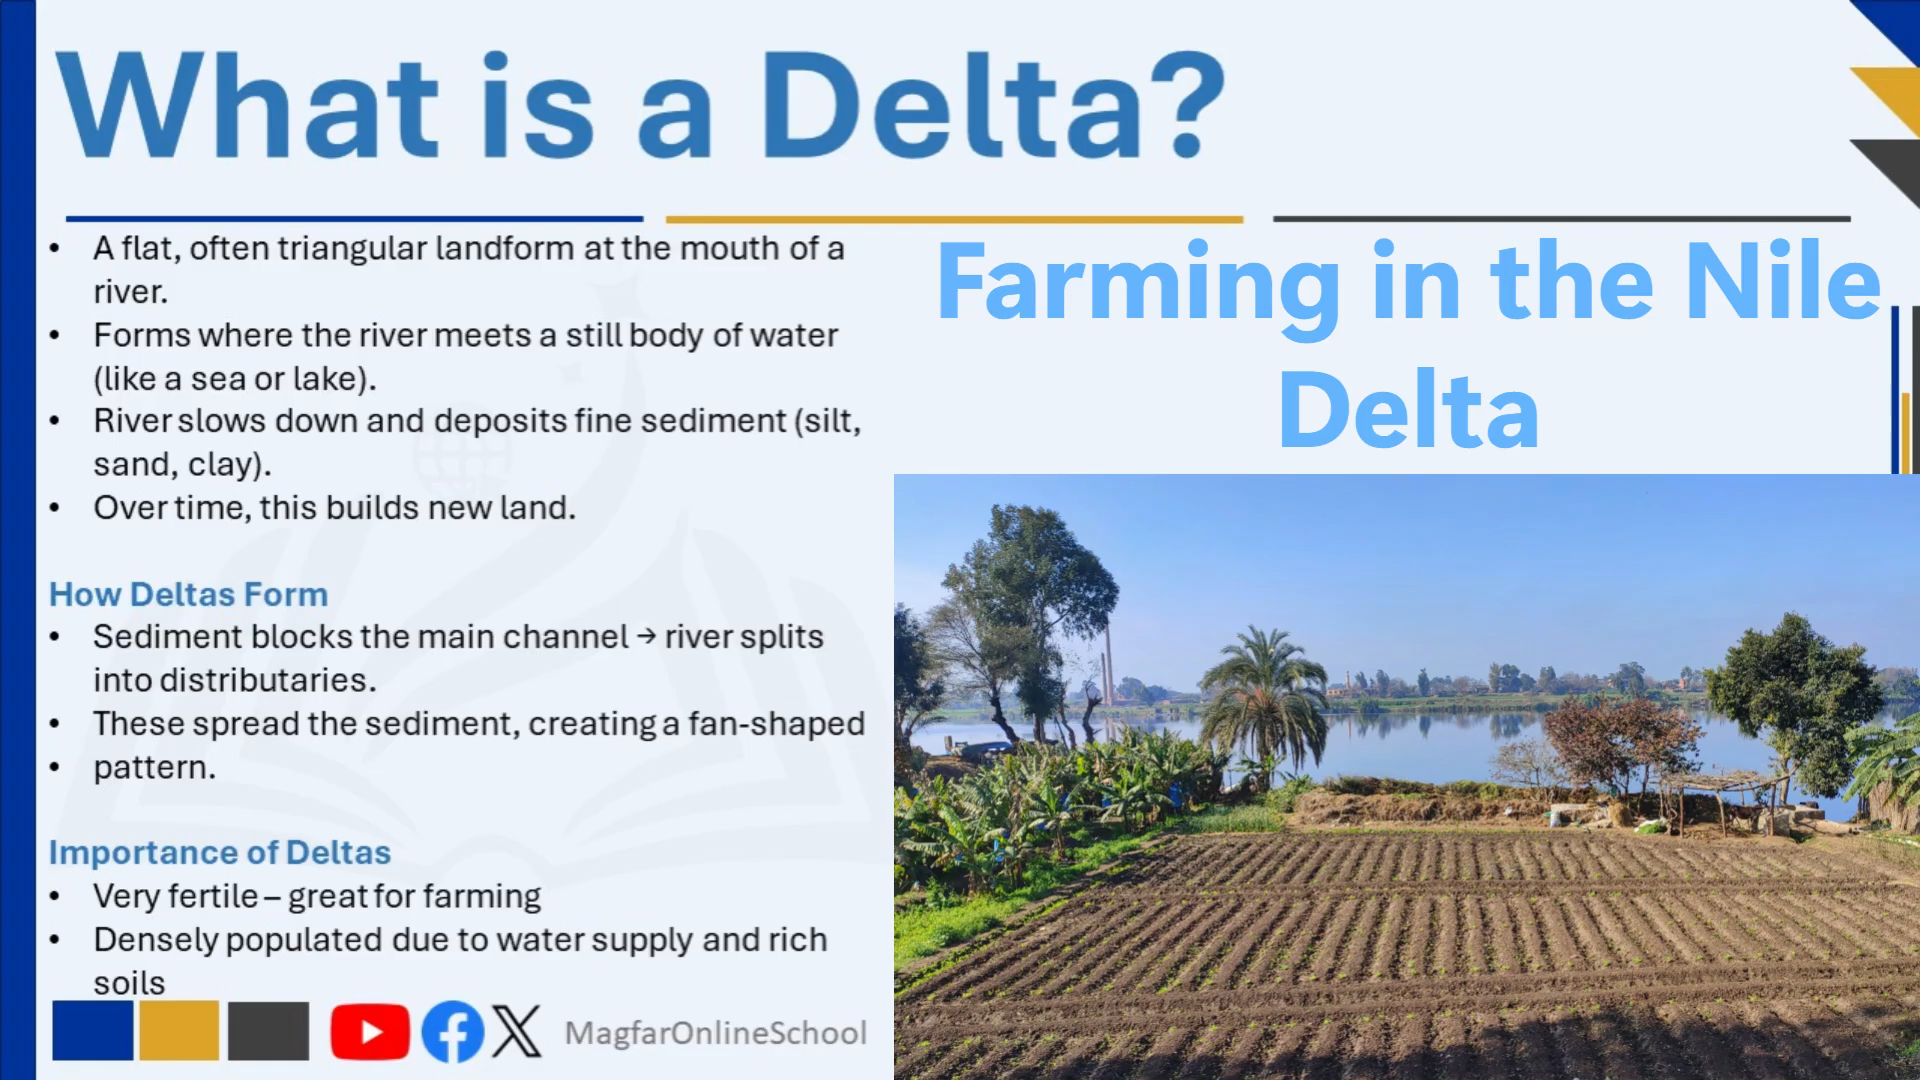 What is a Delta?
• A flat, often triangular landform at the mouth of a
river.
• Forms where the river meets a still body of water
(like a sea or lake).
• River slows down and deposits fine sediment (silt,
sand, clay).
• Over time, this builds new land.
How Deltas Form
• Sediment blocks the main channel → river splits
into distributaries.
• These spread the sediment, creating a fan-shaped
• pattern.
Importance of Deltas
• Very fertile – great for farming
• Densely populated due to water supply and rich
soils
MagfarOnlineSchool
Farming in the Nile
Delta